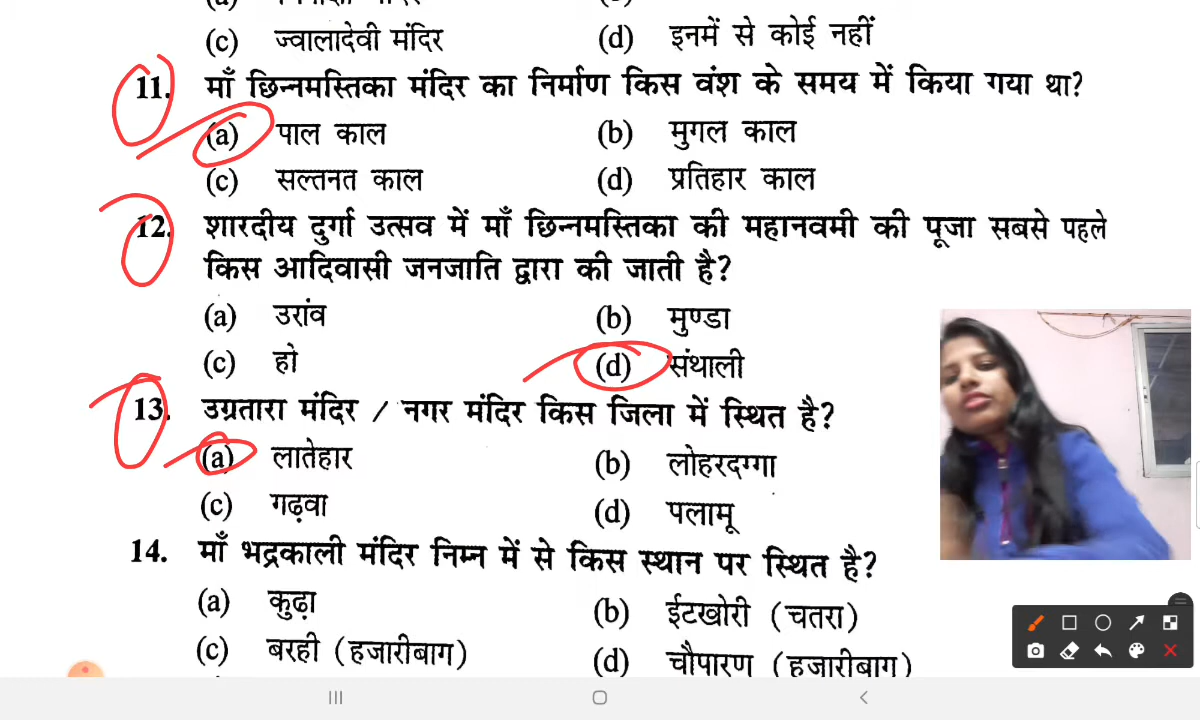 (c) ज्वालादेवी मंदिर (d) इनमें से कोई नहीं
11. माँ छिन्नमस्तिका मंदिर का निर्माण किस वंश के समय में किया गया था?
(a) पाल काल (b) मुगल काल
(c) सल्तनत काल (d) प्रतिहार काल
12. शारदीय दुर्गा उत्सव में माँ छिन्नमस्तिका की महानवमी की पूजा सबसे पहले
किस आदिवासी जनजाति द्वारा की जाती है?
(a) उरांव (b) मुण्डा
(c) हो (d) संथाली
13. उग्रतारा मंदिर / नगर मंदिर किस जिला में स्थित है?
(a) लातेहार (b) लोहरदग्गा
(c) गढ़वा (d) पलामू
14. माँ भद्रकाली मंदिर निम्न में से किस स्थान पर स्थित है?
(a) कुढ़ा (b) ईटखोरी (चतरा)
(c) बरही (हजारीबाग) (d) चौपारण (हजारीबाग)